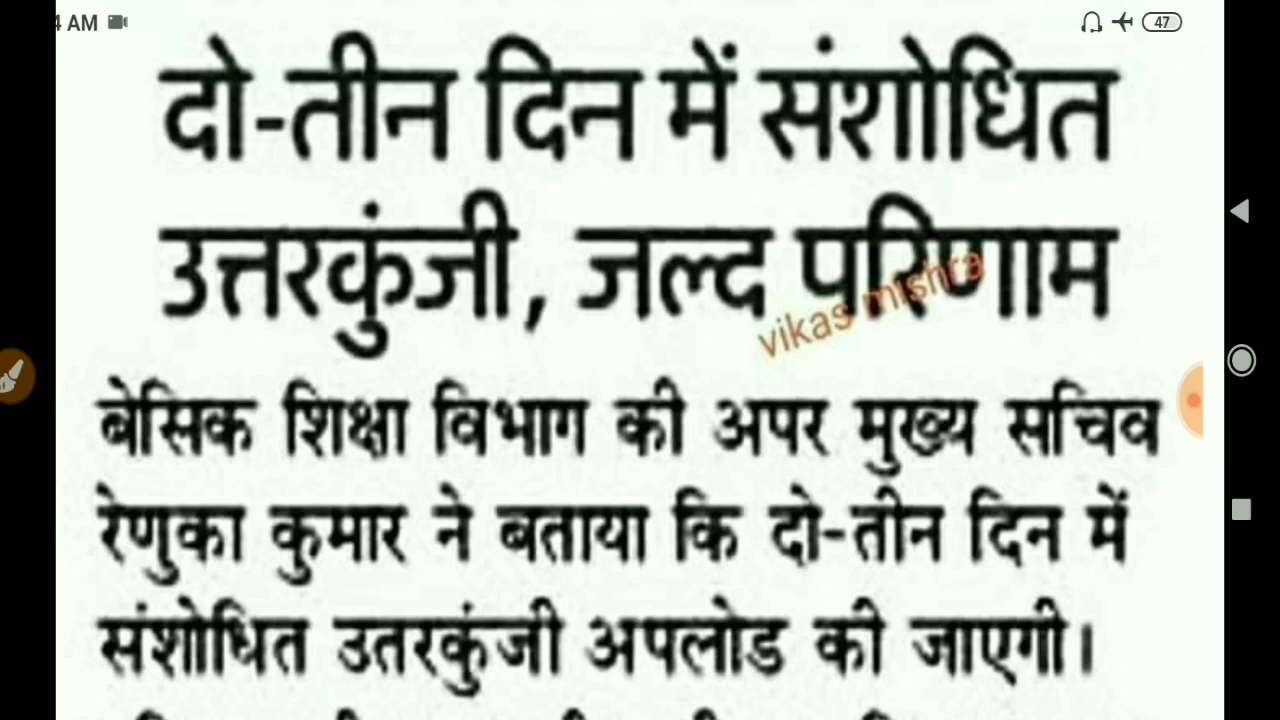 4 AM
47
दो-तीन दिन में संशोधित
उत्तरकुंजी, जल्द परिणाम
vikas mishra
बेसिक शिक्षा विभाग की अपर मुख्य सचिव
रेणुका कुमार ने बताया कि दो-तीन दिन में
संशोधित उतरकुंजी अपलोड की जाएगी।